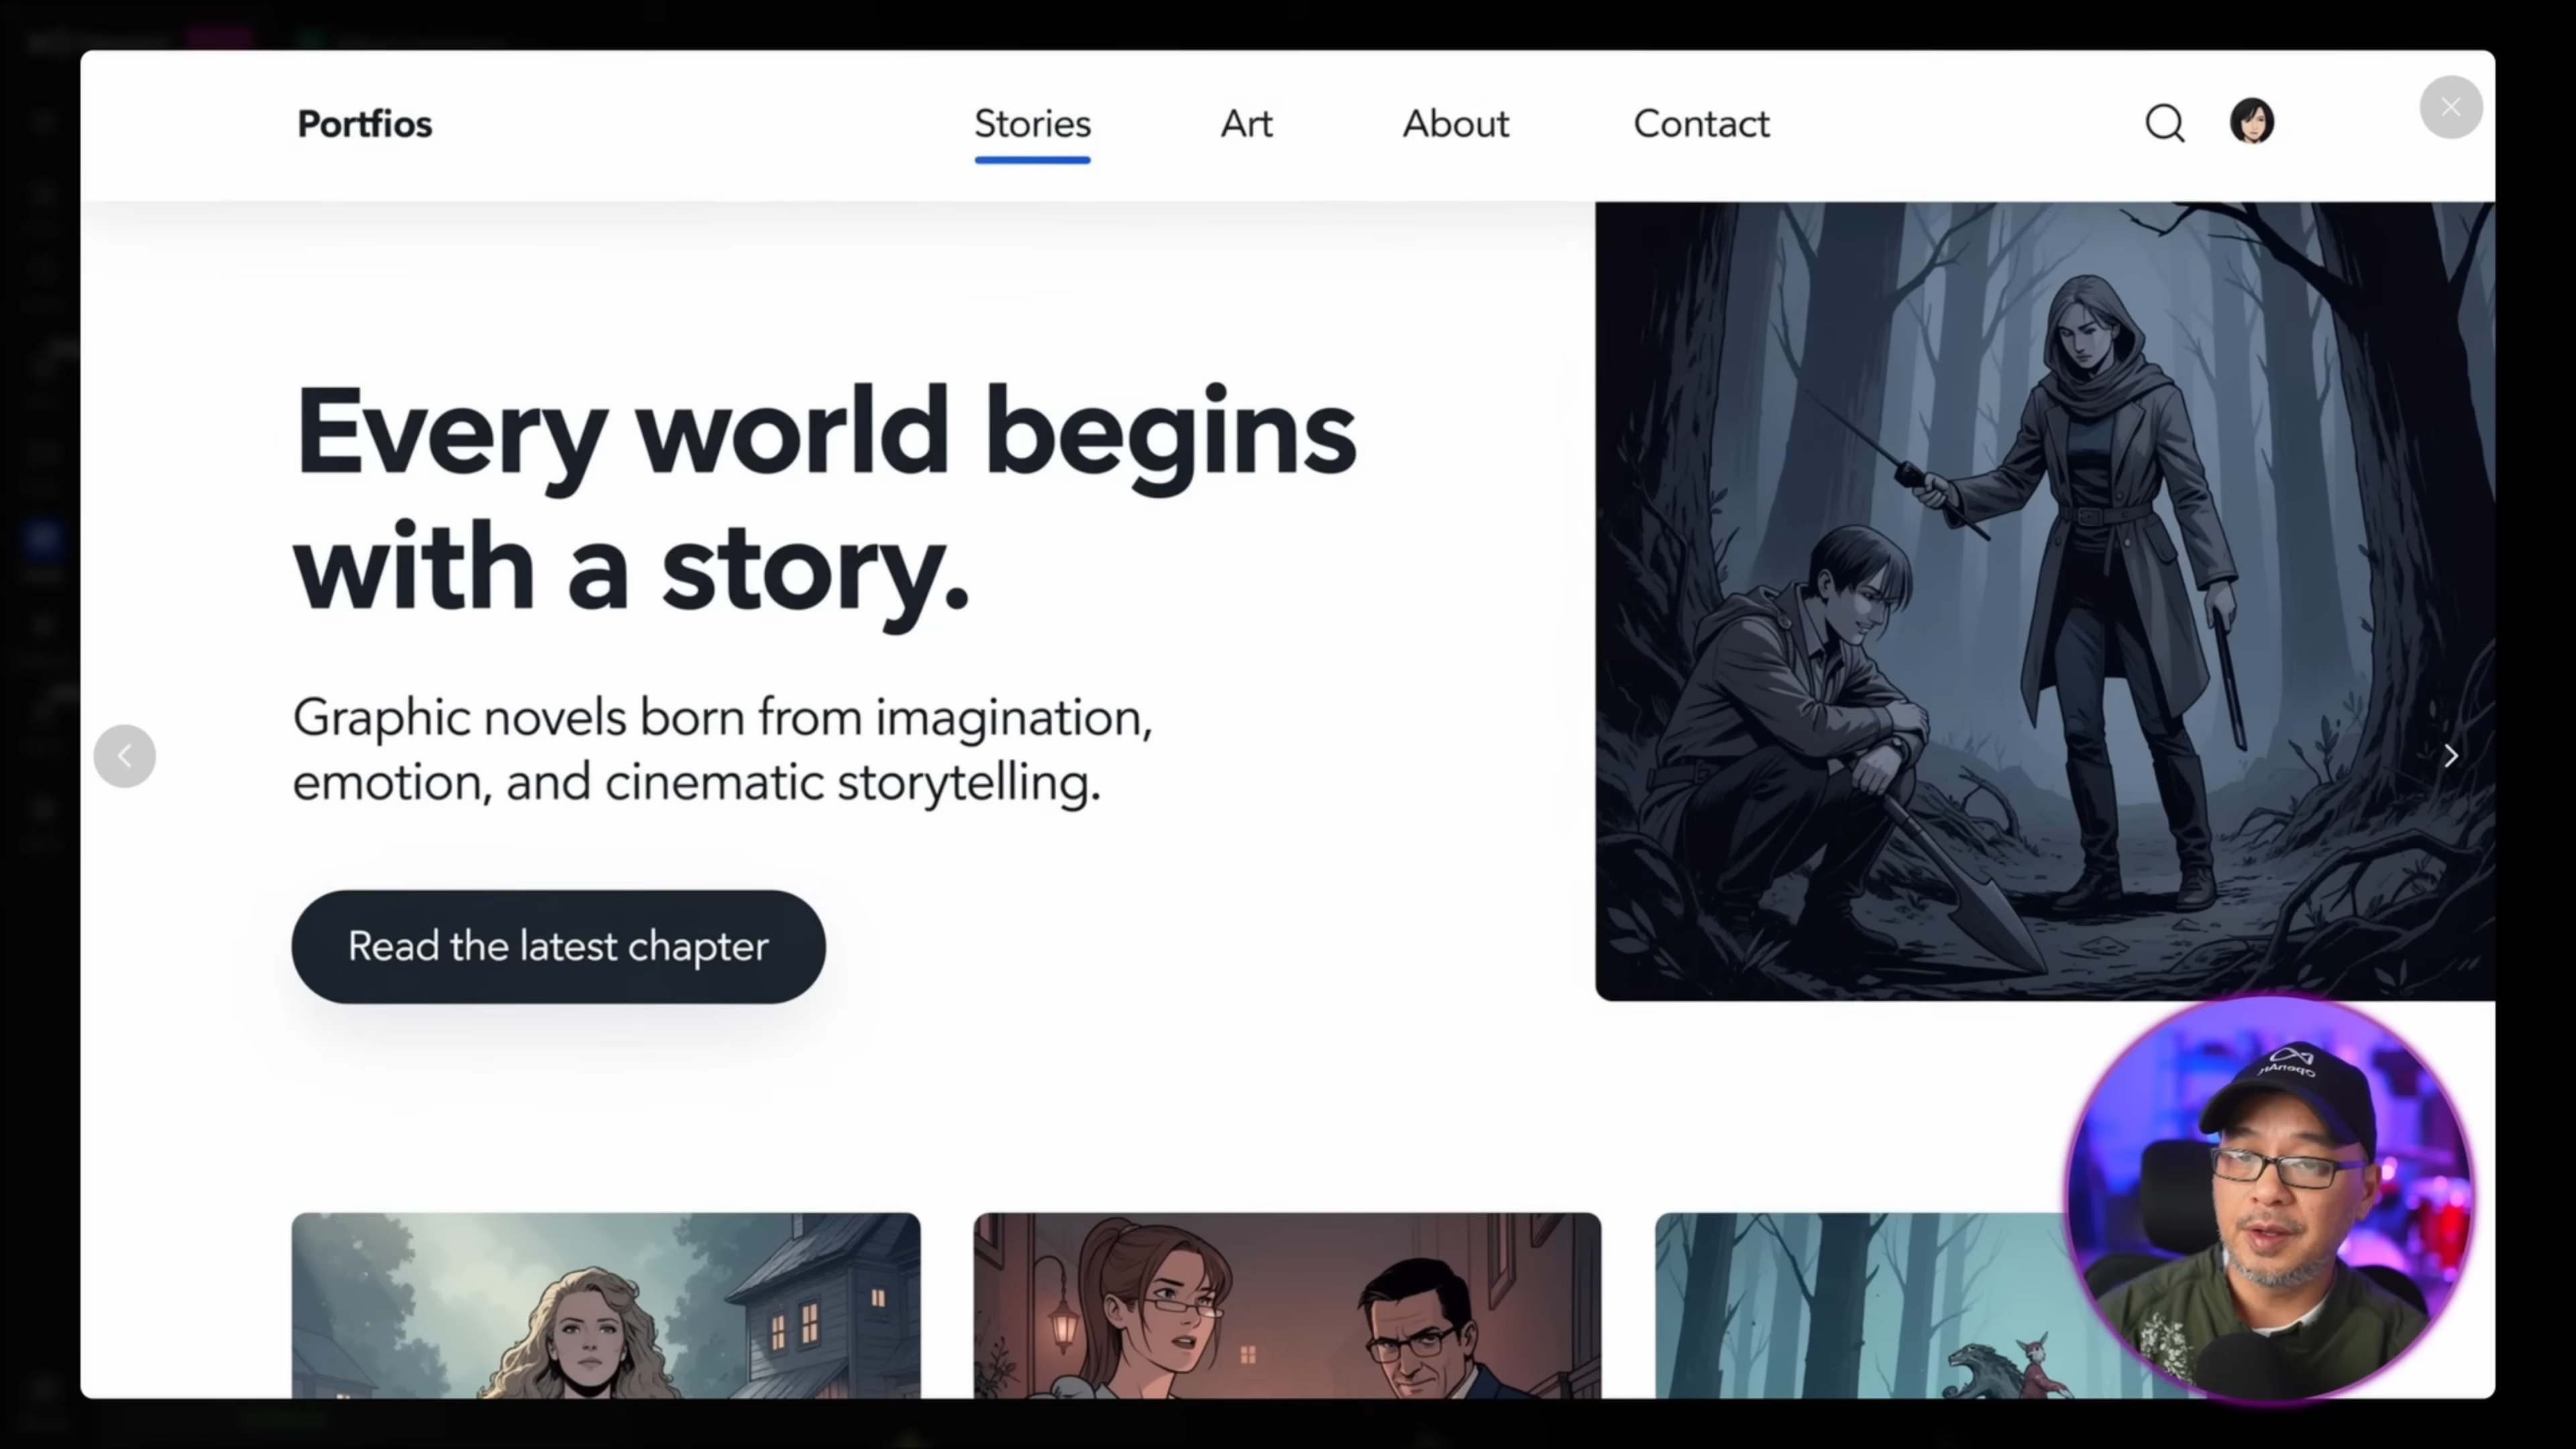 Portfios
Stories
Art
About
Contact
Every world begins
with a story.
Graphic novels born from imagination,
emotion, and cinematic storytelling.
Read the latest chapter
OpenArt